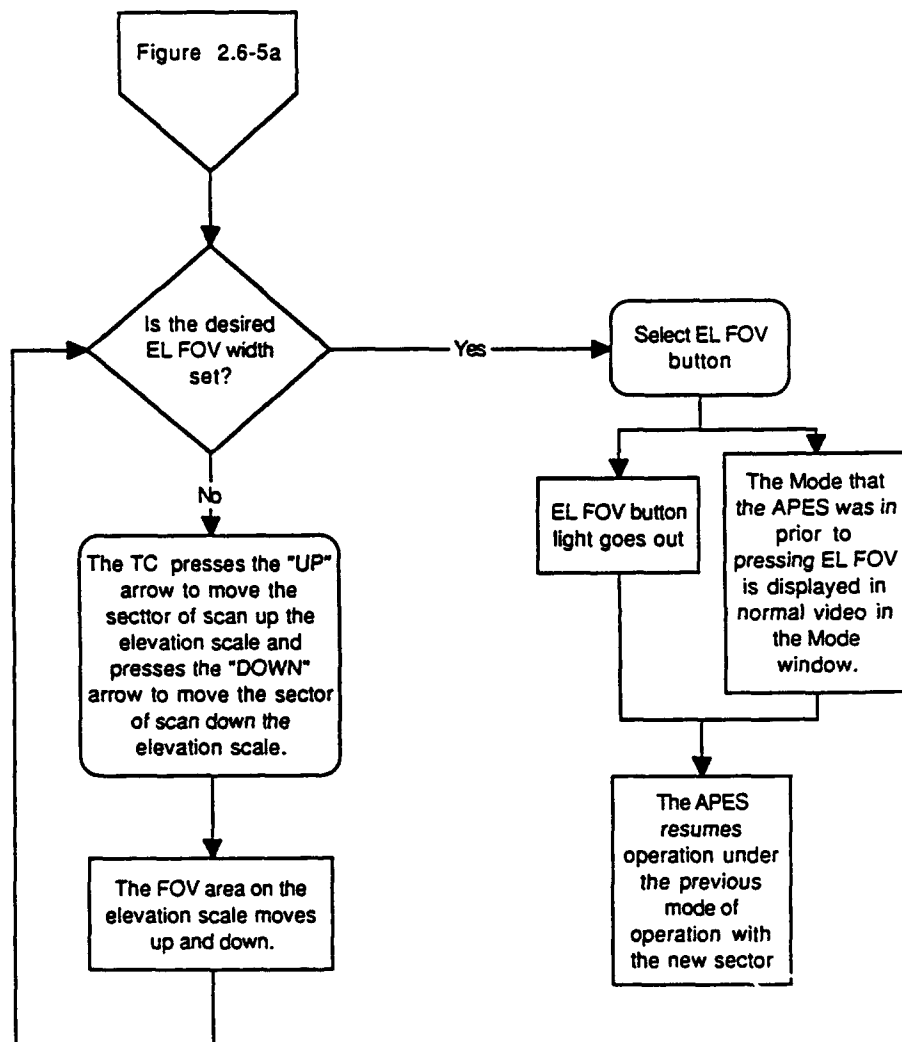 Figure 2.6-5a
Is the desired
EL FOV width
set?
Yes
Select EL FOV
button
No
EL FOV button
light goes out
The Mode that
the APES was in
prior to
pressing EL FOV
is displayed in
normal video in
the Mode
window.
The TC presses the "UP"
arrow to move the
secttor of scan up the
elevation scale and
presses the "DOWN"
arrow to move the sector
of scan down the
elevation scale.
The APES
resumes
operation under
the previous
mode of
operation with
the new sector
The FOV area on the
elevation scale moves
up and down.